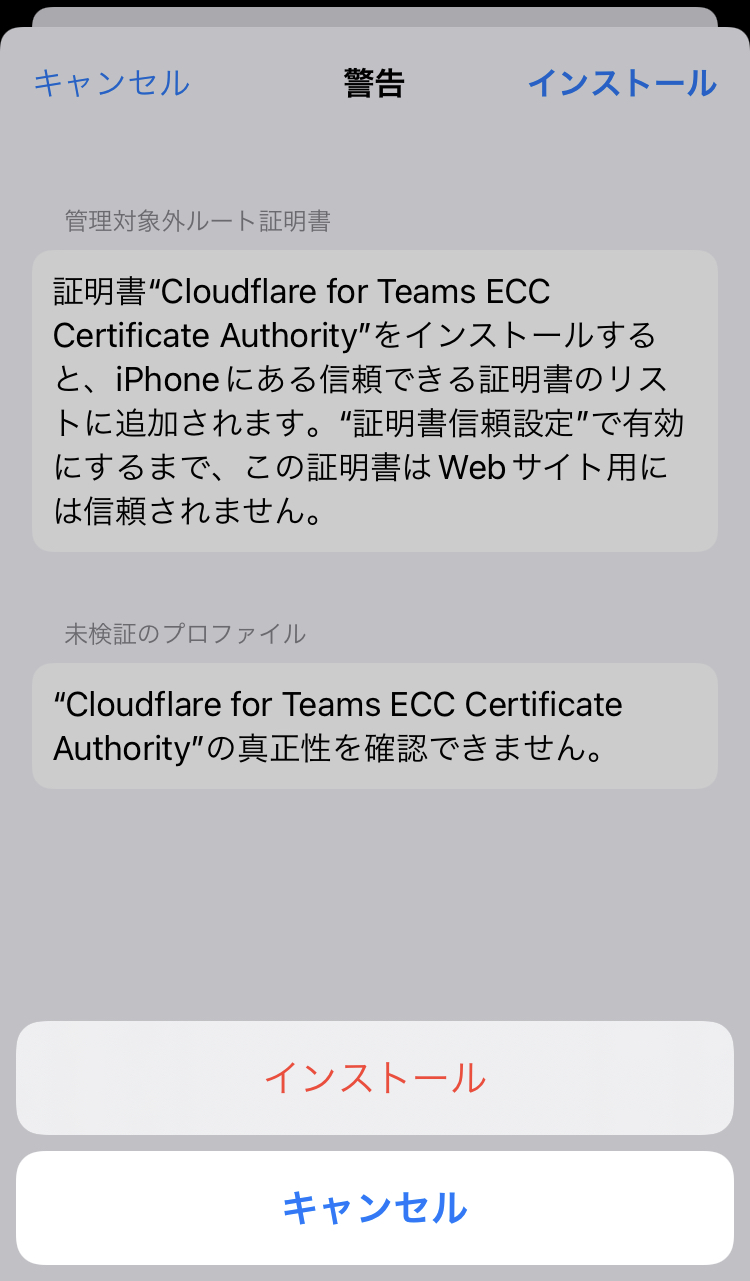 キャンセル 警告 インストール
管理対象外ルート証明書
証明書“Cloudflare for Teams ECC
Certificate Authority”をインストールする
と、iPhoneにある信頼できる証明書のリス
トに追加されます。“証明書信頼設定”で有効
にするまで、この証明書はWebサイト用に
は信頼されません。
未検証のプロファイル
“Cloudflare for Teams ECC Certificate
Authority”の真正性を確認できません。
インストール
キャンセル